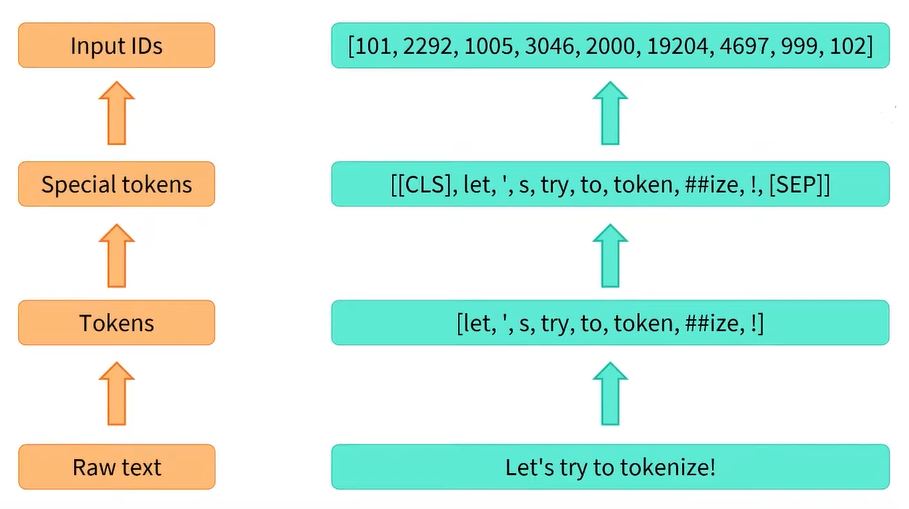 Input IDs
[101, 2292, 1005, 3046, 2000, 19204, 4697, 999, 102]
Special tokens
[[CLS], let, ', s, try, to, token, ##ize, !, [SEP]]
Tokens
[let, ', s, try, to, token, ##ize, !]
Raw text
Let's try to tokenize!